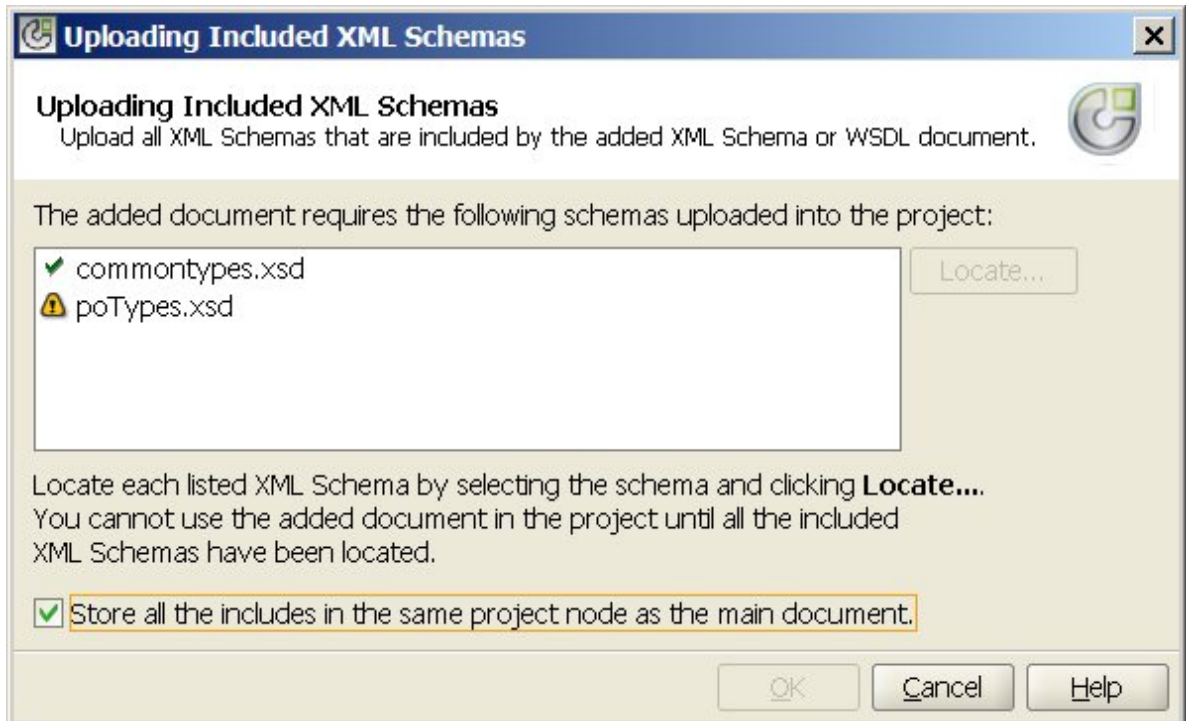 Uploading Included XML Schemas
Uploading Included XML Schemas
Upload all XML Schemas that are included by the added XML Schema or WSDL document.
The added document requires the following schemas uploaded into the project:
commontypes.xsd
Locate...
poTypes.xsd
Locate each listed XML Schema by selecting the schema and clicking Locate....
You cannot use the added document in the project until all the included
XML Schemas have been located.
Store all the includes in the same project node as the main document.
OK Cancel Help